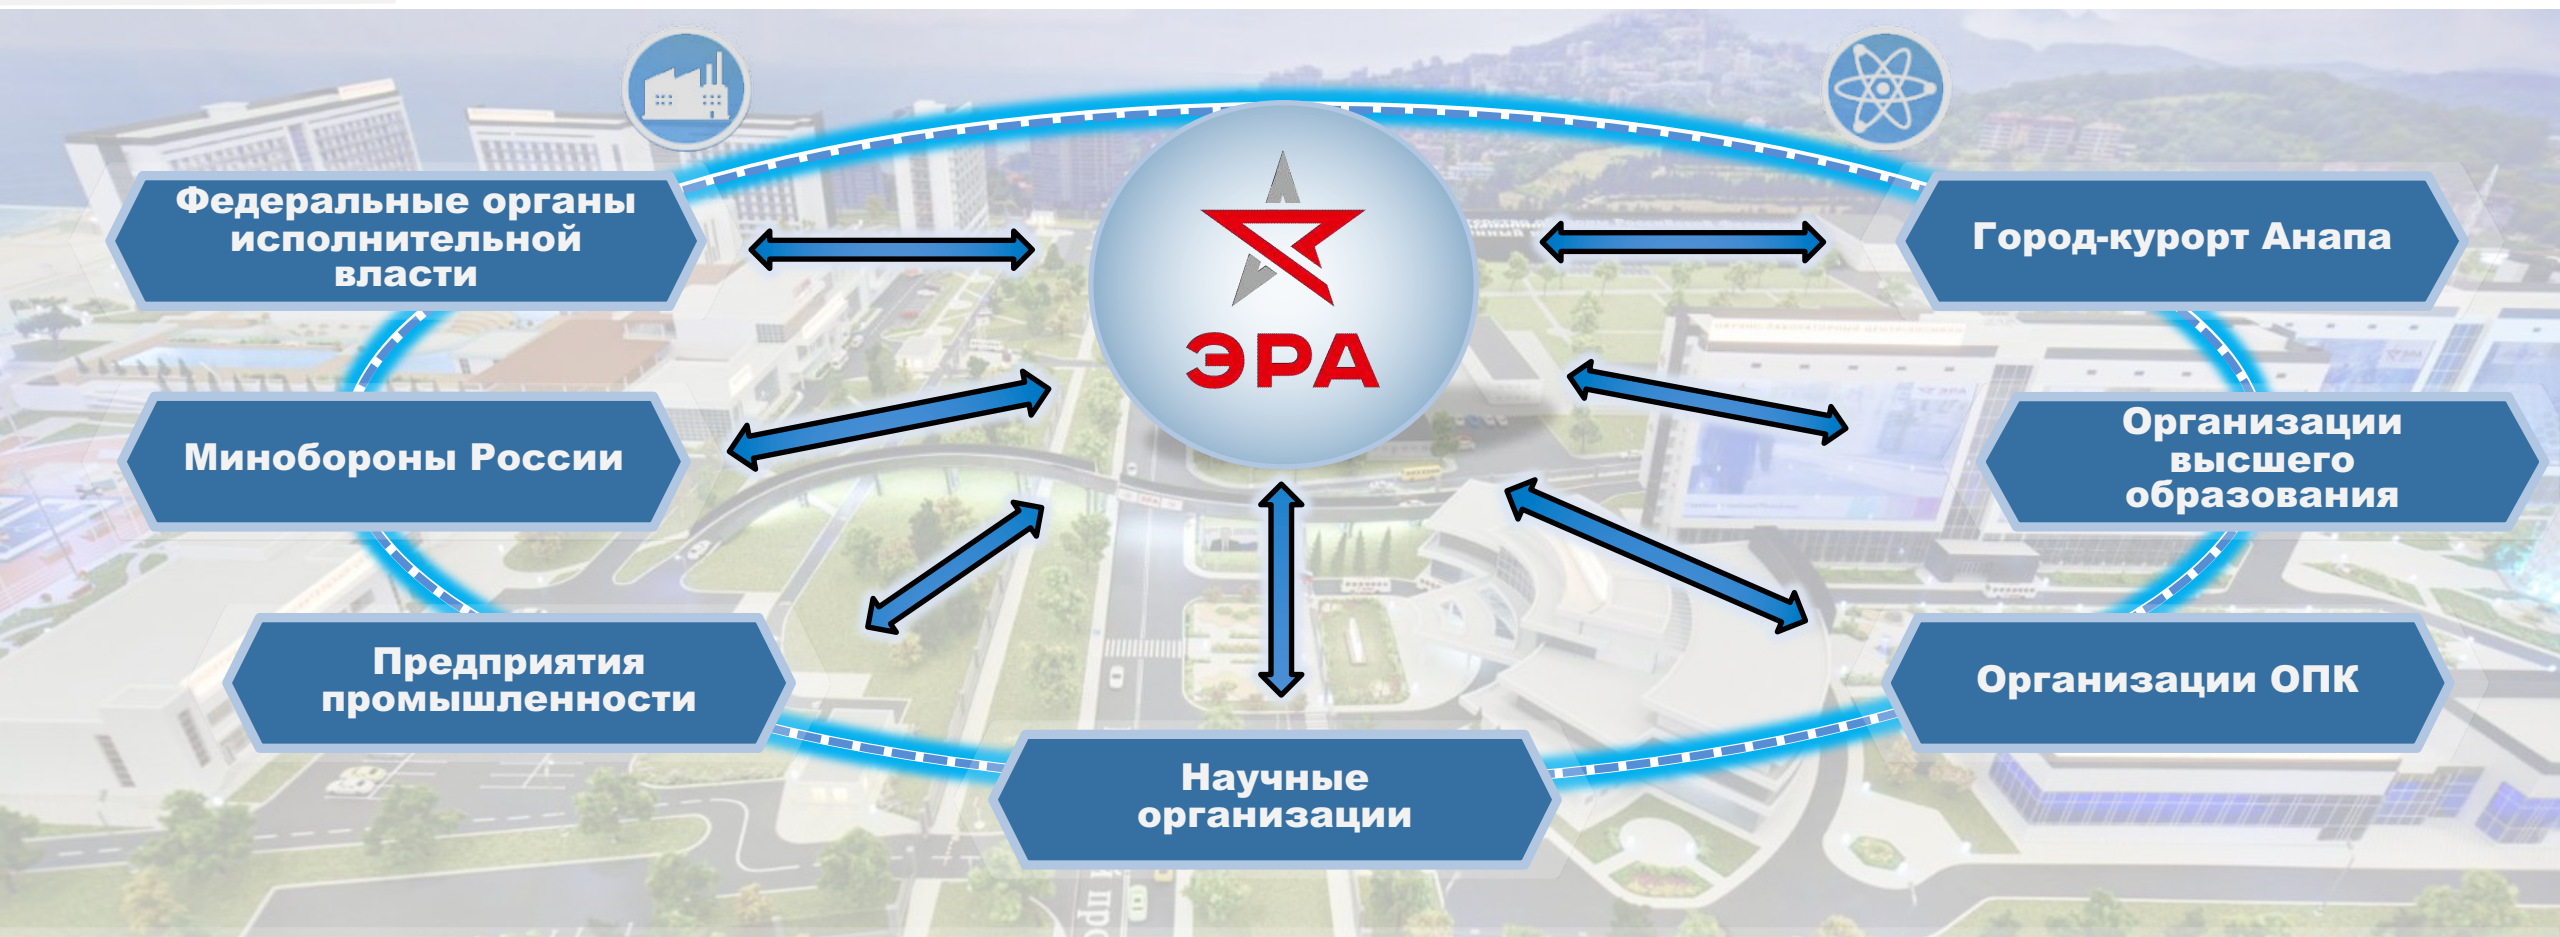 Федеральные органы
исполнительной
власти
Город-курорт Анапа
ЭРА
Минобороны России
Организации
высшего
образования
Предприятия
промышленности
Организации ОПК
Научные
организации